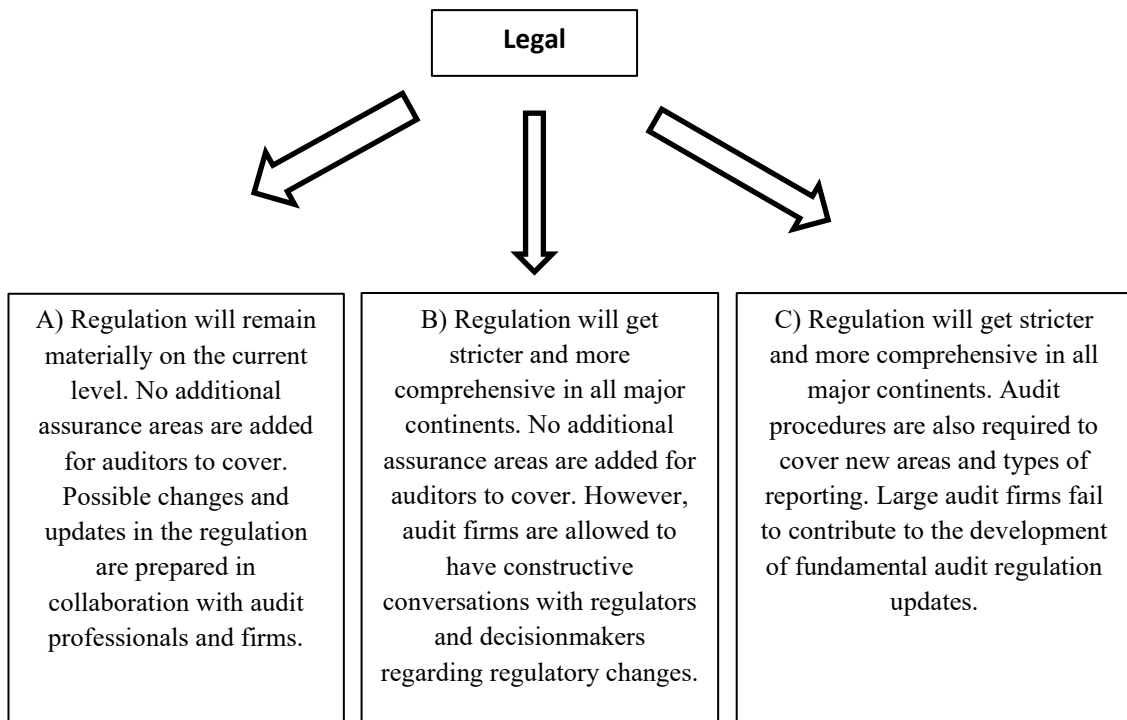 Legal
A) Regulation will remain
materially on the current
level. No additional
assurance areas are added
for auditors to cover.
Possible changes and
updates in the regulation
are prepared in
collaboration with audit
professionals and firms.
B) Regulation will get
stricter and more
comprehensive in all major
continents. No additional
assurance areas are added for
auditors to cover. However,
audit firms are allowed to
have constructive
conversations with regulators
and decisionmakers
regarding regulatory changes.
C) Regulation will get stricter
and more comprehensive in all
major continents. Audit
procedures are also required to
cover new areas and types of
reporting. Large audit firms fail
to contribute to the development
of fundamental audit regulation
updates.